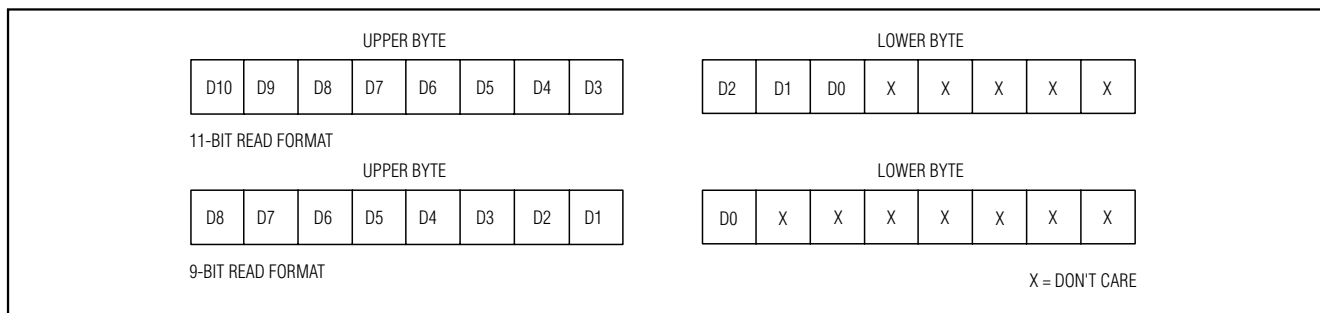 UPPER BYTE LOWER BYTE
D10 D9 D8 D7 D6 D5 D4 D3 D2 D1 D0 X X X X X
11-BIT READ FORMAT
UPPER BYTE LOWER BYTE
D8 D7 D6 D5 D4 D3 D2 D1 D0 X X X X X X X
9-BIT READ FORMAT X = DON'T CARE